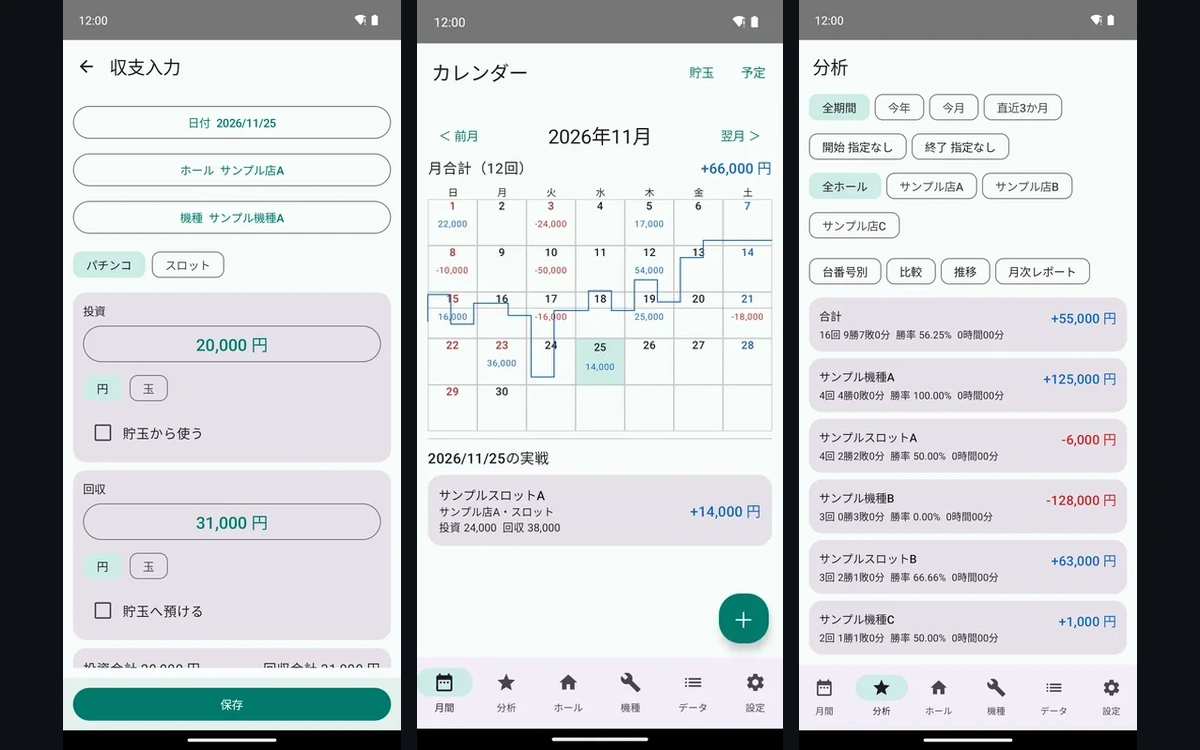 12:00
収支入力
日付 2026/11/25
ホール サンプル店A
機種 サンプル機種A
パチンコ スロット
投資
20,000 円
円 玉
貯玉から使う
回収
31,000 円
円 玉
貯玉へ預ける
投資合計 20,000 円 回収合計 31,000 円
保存
12:00
カレンダー 貯玉 予定
< 前月 2026年11月 翌月 >
月合計（12回） +66,000 円
日 月 火 水 木 金 土
1 2 3 4 5 6 7
22,000 -24,000 17,000
8 9 10 11 12 13 14
-10,000 -50,000 54,000
15 16 17 18 19 20 21
16,000 -16,000 25,000 -18,000
22 23 24 25 26 27 28
36,000 14,000
29 30
2026/11/25の実戦
サンプルスロットA
サンプル店A・スロット
投資 24,000 回収 38,000
+14,000 円
月間 分析 ホール 機種 データ 設定
12:00
分析
全期間 今年 今月 直近3か月
開始 指定なし 終了 指定なし
全ホール サンプル店A サンプル店B
サンプル店C
台番号別 比較 推移 月次レポート
合計 +55,000 円
16回 9勝7敗0分 勝率 56.25% 0時間00分
サンプル機種A +125,000 円
4回 4勝0敗0分 勝率 100.00% 0時間00分
サンプルスロットA -6,000 円
4回 2勝2敗0分 勝率 50.00% 0時間00分
サンプル機種B -128,000 円
3回 0勝3敗0分 勝率 0.00% 0時間00分
サンプルスロットB +63,000 円
3回 2勝1敗0分 勝率 66.66% 0時間00分
サンプル機種C +1,000 円
2回 1勝1敗0分 勝率 50.00% 0時間00分
月間 分析 ホール 機種 データ 設定